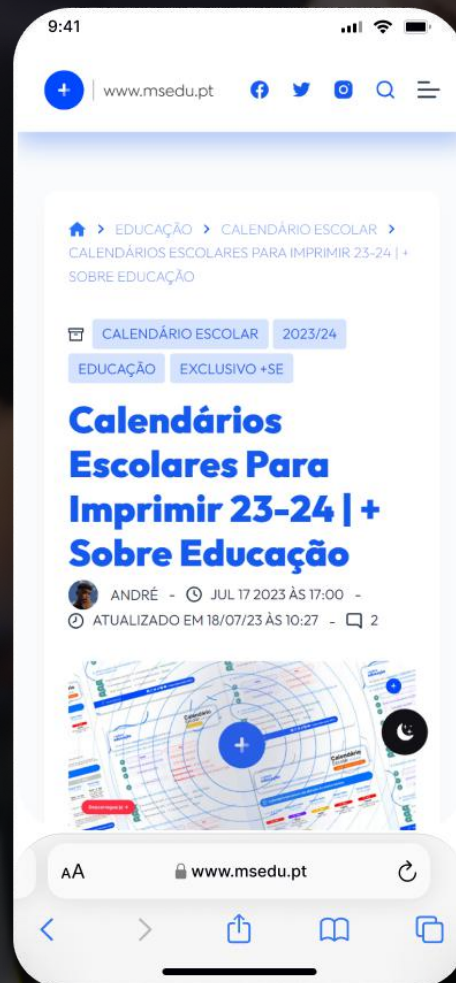 9:41
www.msedu.pt
EDUCAÇÃO > CALENDÁRIO ESCOLAR >
CALENDÁRIOS ESCOLARES PARA IMPRIMIR 23-24 | +
SOBRE EDUCAÇÃO
CALENDÁRIO ESCOLAR 2023/24
EDUCAÇÃO EXCLUSIVO +SE
Calendários
Escolares Para
Imprimir 23-24 | +
Sobre Educação
ANDRÉ - JUL 17 2023 ÀS 17:00 -
ATUALIZADO EM 18/07/23 ÀS 10:27 - 2
Calendário
Calendário
AA www.msedu.pt